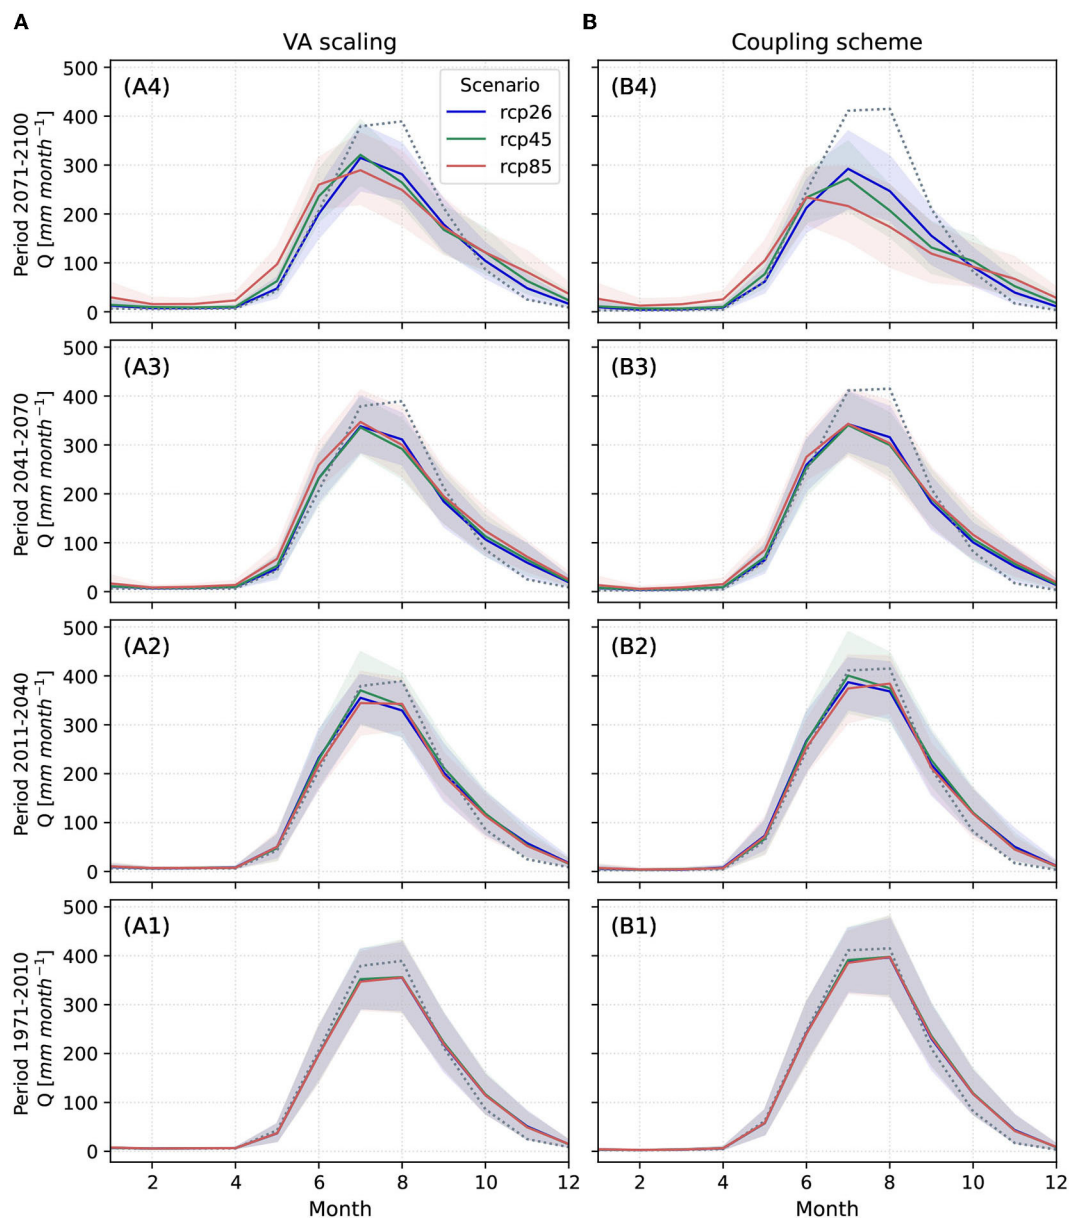 A
B
VA scaling
Coupling scheme
(A4)
Scenario
rcp26
rcp45
rcp85
(B4)
500
400
300
200
100
0
Period 2071-2100
Q [mm month⁻¹]
(A3)
(B3)
500
400
300
200
100
0
Period 2041-2070
Q [mm month⁻¹]
(A2)
(B2)
500
400
300
200
100
0
Period 2011-2040
Q [mm month⁻¹]
(A1)
(B1)
500
400
300
200
100
0
Period 1971-2010
Q [mm month⁻¹]
2 4 6 8 10 12
2 4 6 8 10 12
Month
Month